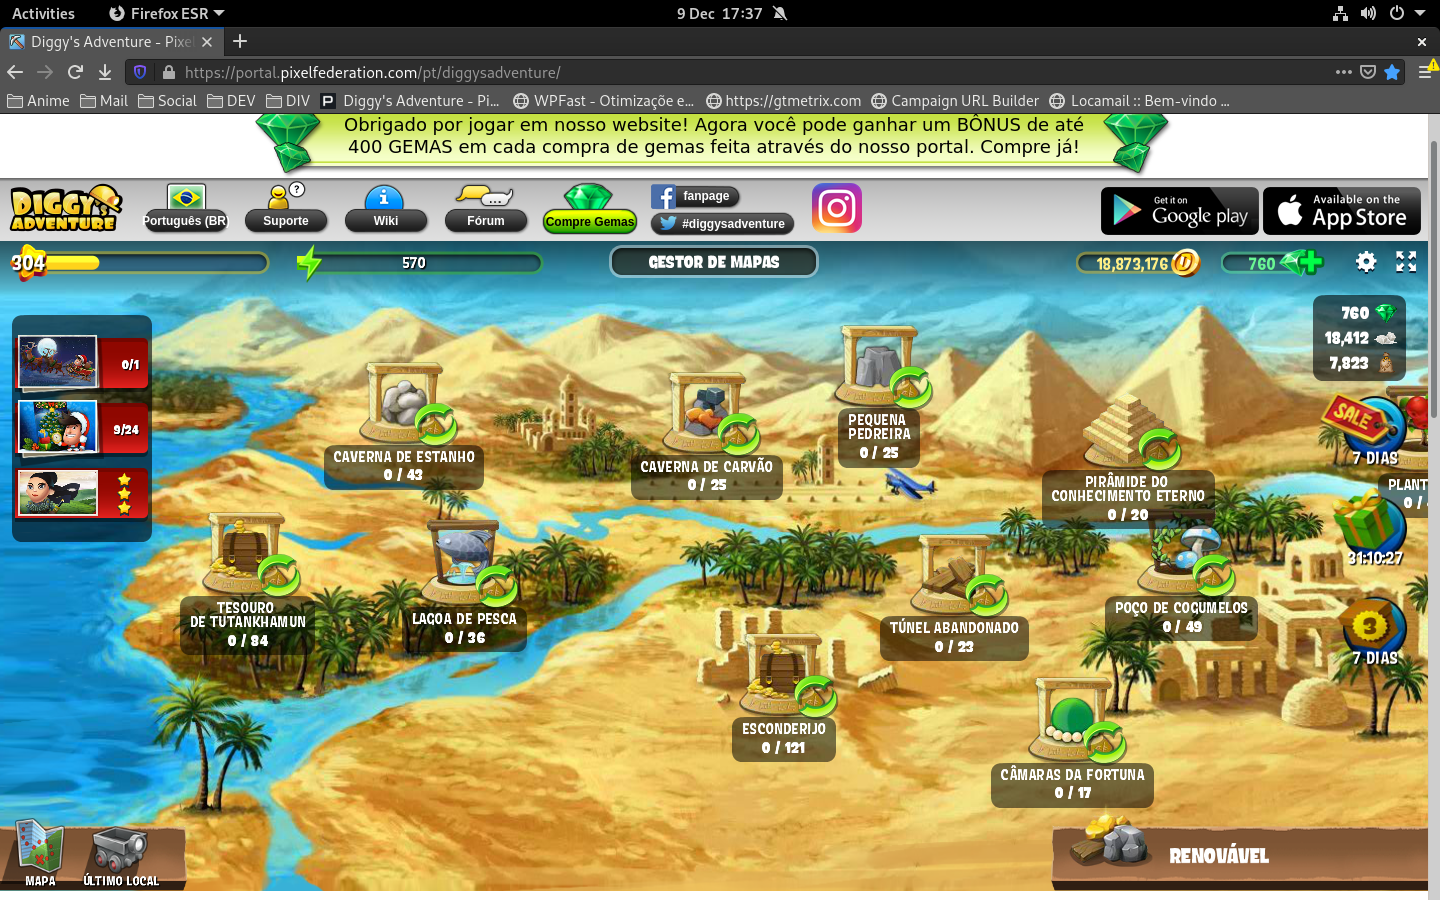 Activities
Firefox ESR
9 Dec 17:37
Diggy's Adventure - Pixel
https://portal.pixelfederation.com/pt/diggysadventure/
Anime
Mail
Social
DEV
DIV
Diggy's Adventure - Pi...
WPFast - Otimizaçõe e...
https://gtmetrix.com
Campaign URL Builder
Locamail :: Bem-vindo ...
Obrigado por jogar em nosso website! Agora você pode ganhar um BÔNUS de até
400 GEMAS em cada compra de gemas feita através do nosso portal. Compre já!
DIGGY'S
ADVENTURE
Português (BR)
Suporte
Wiki
Fórum
Compre Gemas
fanpage
#diggysadventure
Get it on
Google play
Available on the
App Store
304
570
GESTOR DE MAPAS
18,873,176
760
760
18,412
7,823
0/1
9/24
CAVERNA DE ESTANHO
0 / 43
CAVERNA DE CARVÃO
0 / 25
PEQUENA
PEDREIRA
0 / 25
PIRÂMIDE DO
CONHECIMENTO ETERNO
0 / 20
SALE
7 DIAS
PLANT
0 /
31:10:27
TESOURO
DE TUTANKHAMUN
0 / 84
LAGOA DE PESCA
0 / 36
TÚNEL ABANDONADO
0 / 23
POÇO DE COGUMELOS
0 / 49
3
7 DIAS
ESCONDERIJO
0 / 121
CÂMARAS DA FORTUNA
0 / 17
MAPA
ÚLTIMO LOCAL
RENOVÁVEL